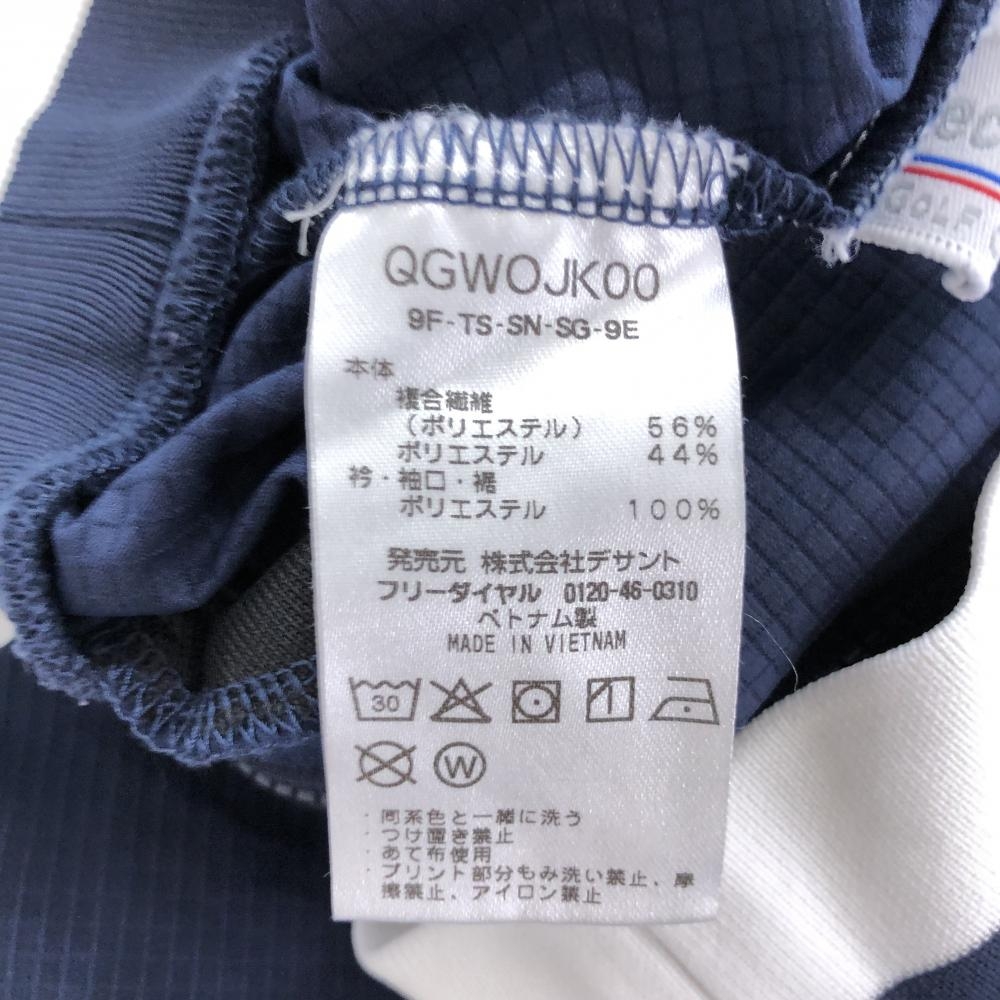 QGWOJK00
9F-TS-SN-SG-9E
本体
複合繊維
(ポリエステル) 56%
ポリエステル 44%
衿・袖口・裾
ポリエステル 100%
発売元 株式会社デサント
フリーダイヤル 0120-46-0310
ベトナム製
MADE IN VIETNAM
30
W
・同系色と一緒に洗う
・つけ置き禁止
・あて布使用
・プリント部分もみ洗い禁止、摩
擦禁止、アイロン禁止
GOLF